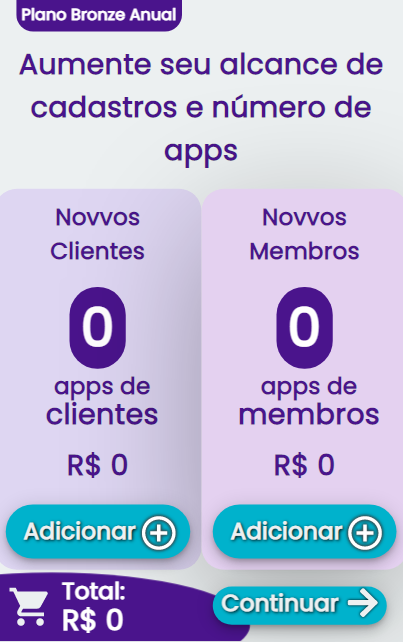 Plano Bronze Anual
Aumente seu alcance de
cadastros e número de
apps
Novvos
Clientes
0
apps de
clientes
R$ 0
Adicionar
Novvos
Membros
0
apps de
membros
R$ 0
Adicionar
Total:
R$ 0
Continuar